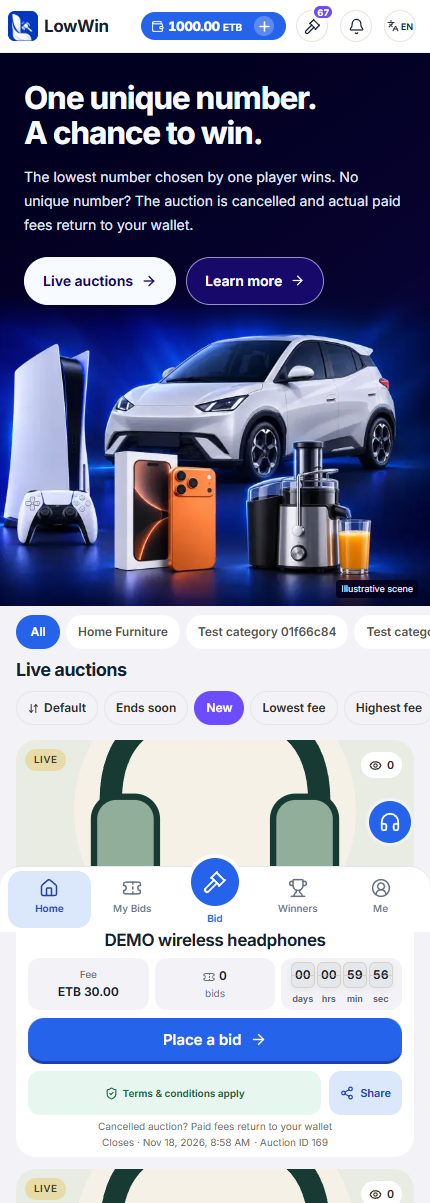 LowWin
1000.00 ETB
67
EN
One unique number.
A chance to win.
The lowest number chosen by one player wins. No
unique number? The auction is cancelled and actual paid
fees return to your wallet.
Live auctions
Learn more
Illustrative scene
All
Home Furniture
Test category 01f66c84
Test catego
Live auctions
Default
Ends soon
New
Lowest fee
Highest fee
LIVE
0
Home
My Bids
Bid
Winners
Me
DEMO wireless headphones
Fee
ETB 30.00
0
bids
00 00 59 56
days hrs min sec
Place a bid
Terms & conditions apply
Share
Cancelled auction? Paid fees return to your wallet
Closes · Nov 18, 2026, 8:58 AM · Auction ID 169
LIVE
0